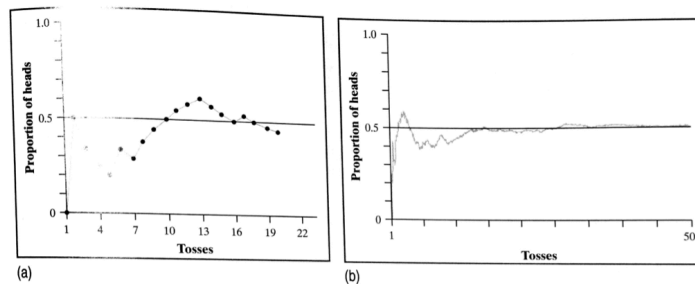 1.0
Proportion of heads
0.5
0
1 4 7 10 13 16 19 22
Tosses
(a)
1.0
Proportion of heads
0.5
0
1 50
Tosses
(b)